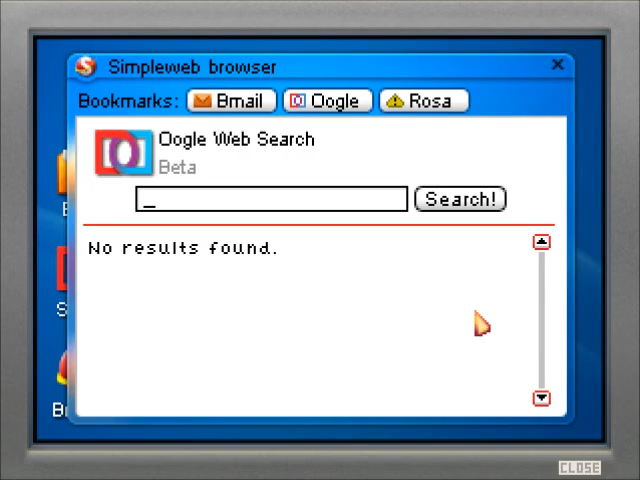 Simpleweb browser
Bookmarks: Bmail Oogle Rosa
Oogle Web Search
Beta
_ Search!
No results found.
S
CLOSE